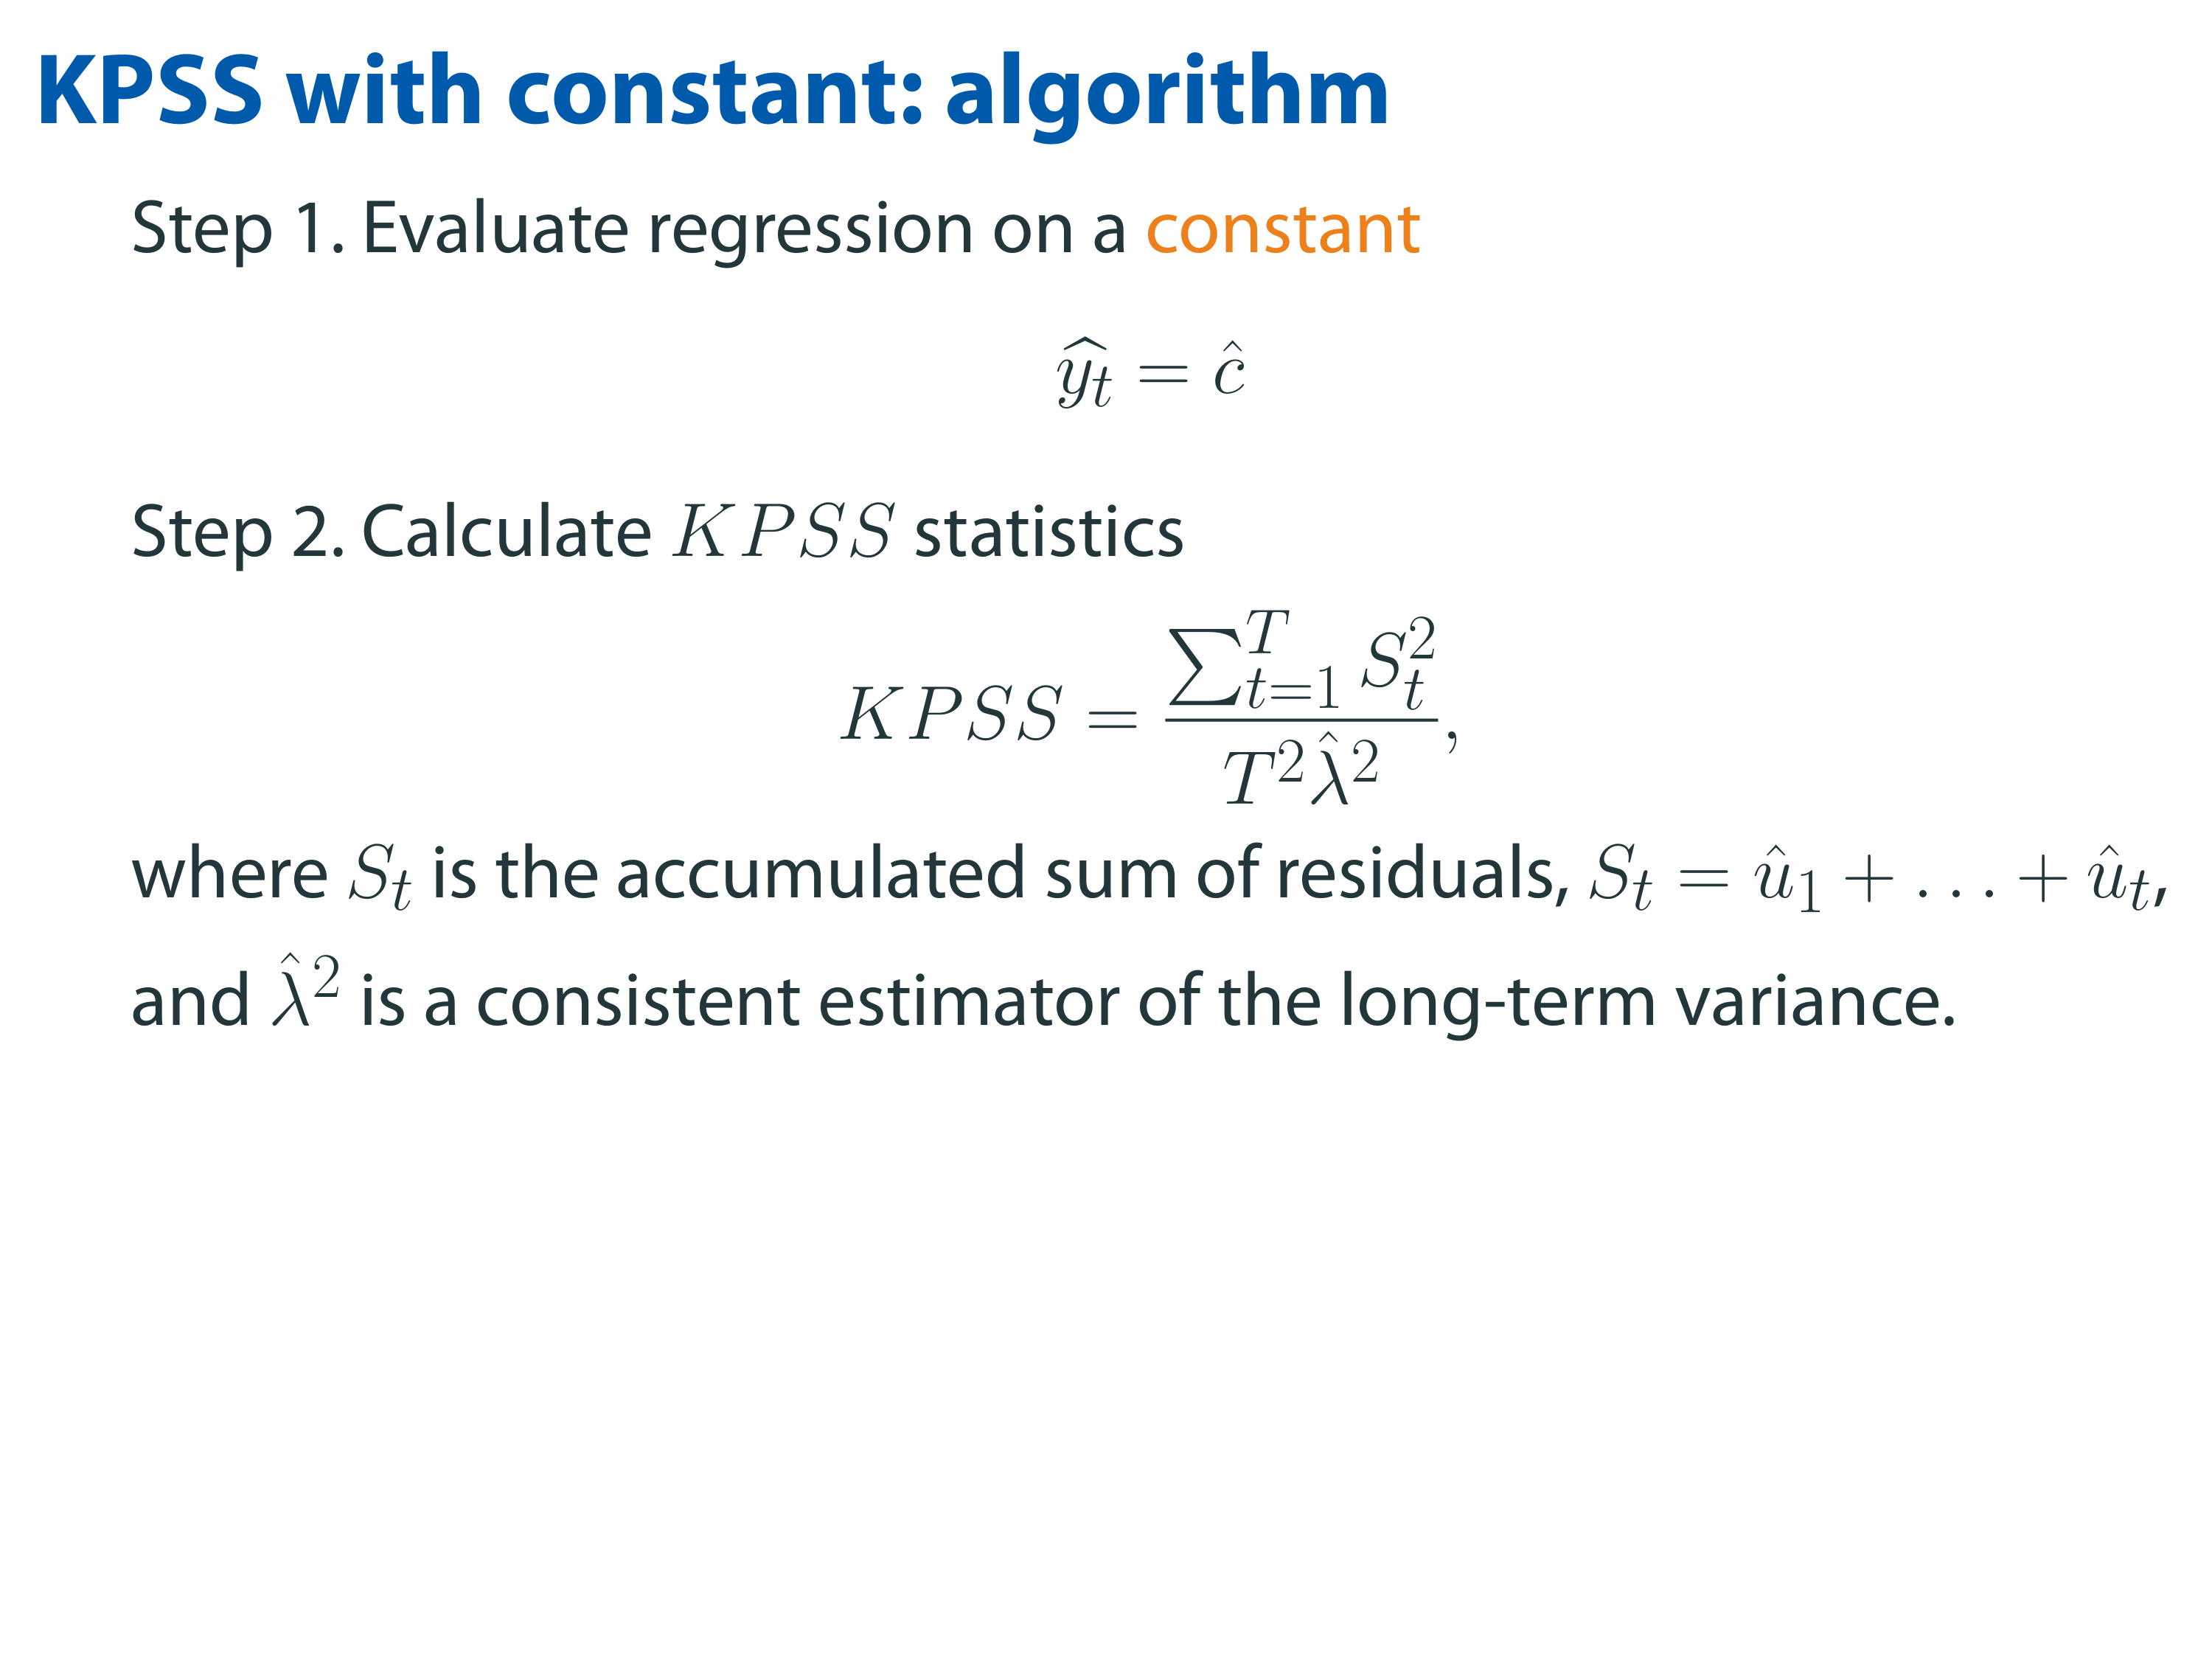 KPSS with constant: algorithm
Step 1. Evaluate regression on a constant
$\widehat{y_t} = \hat{c}$
Step 2. Calculate $KPSS$ statistics
$KPSS = \frac{\sum_{t=1}^{T} S_t^2}{T^2 \hat{\lambda}^2},$
where $S_t$ is the accumulated sum of residuals, $S_t = \hat{u}_1 + \ldots + \hat{u}_t$,
and $\hat{\lambda}^2$ is a consistent estimator of the long-term variance.